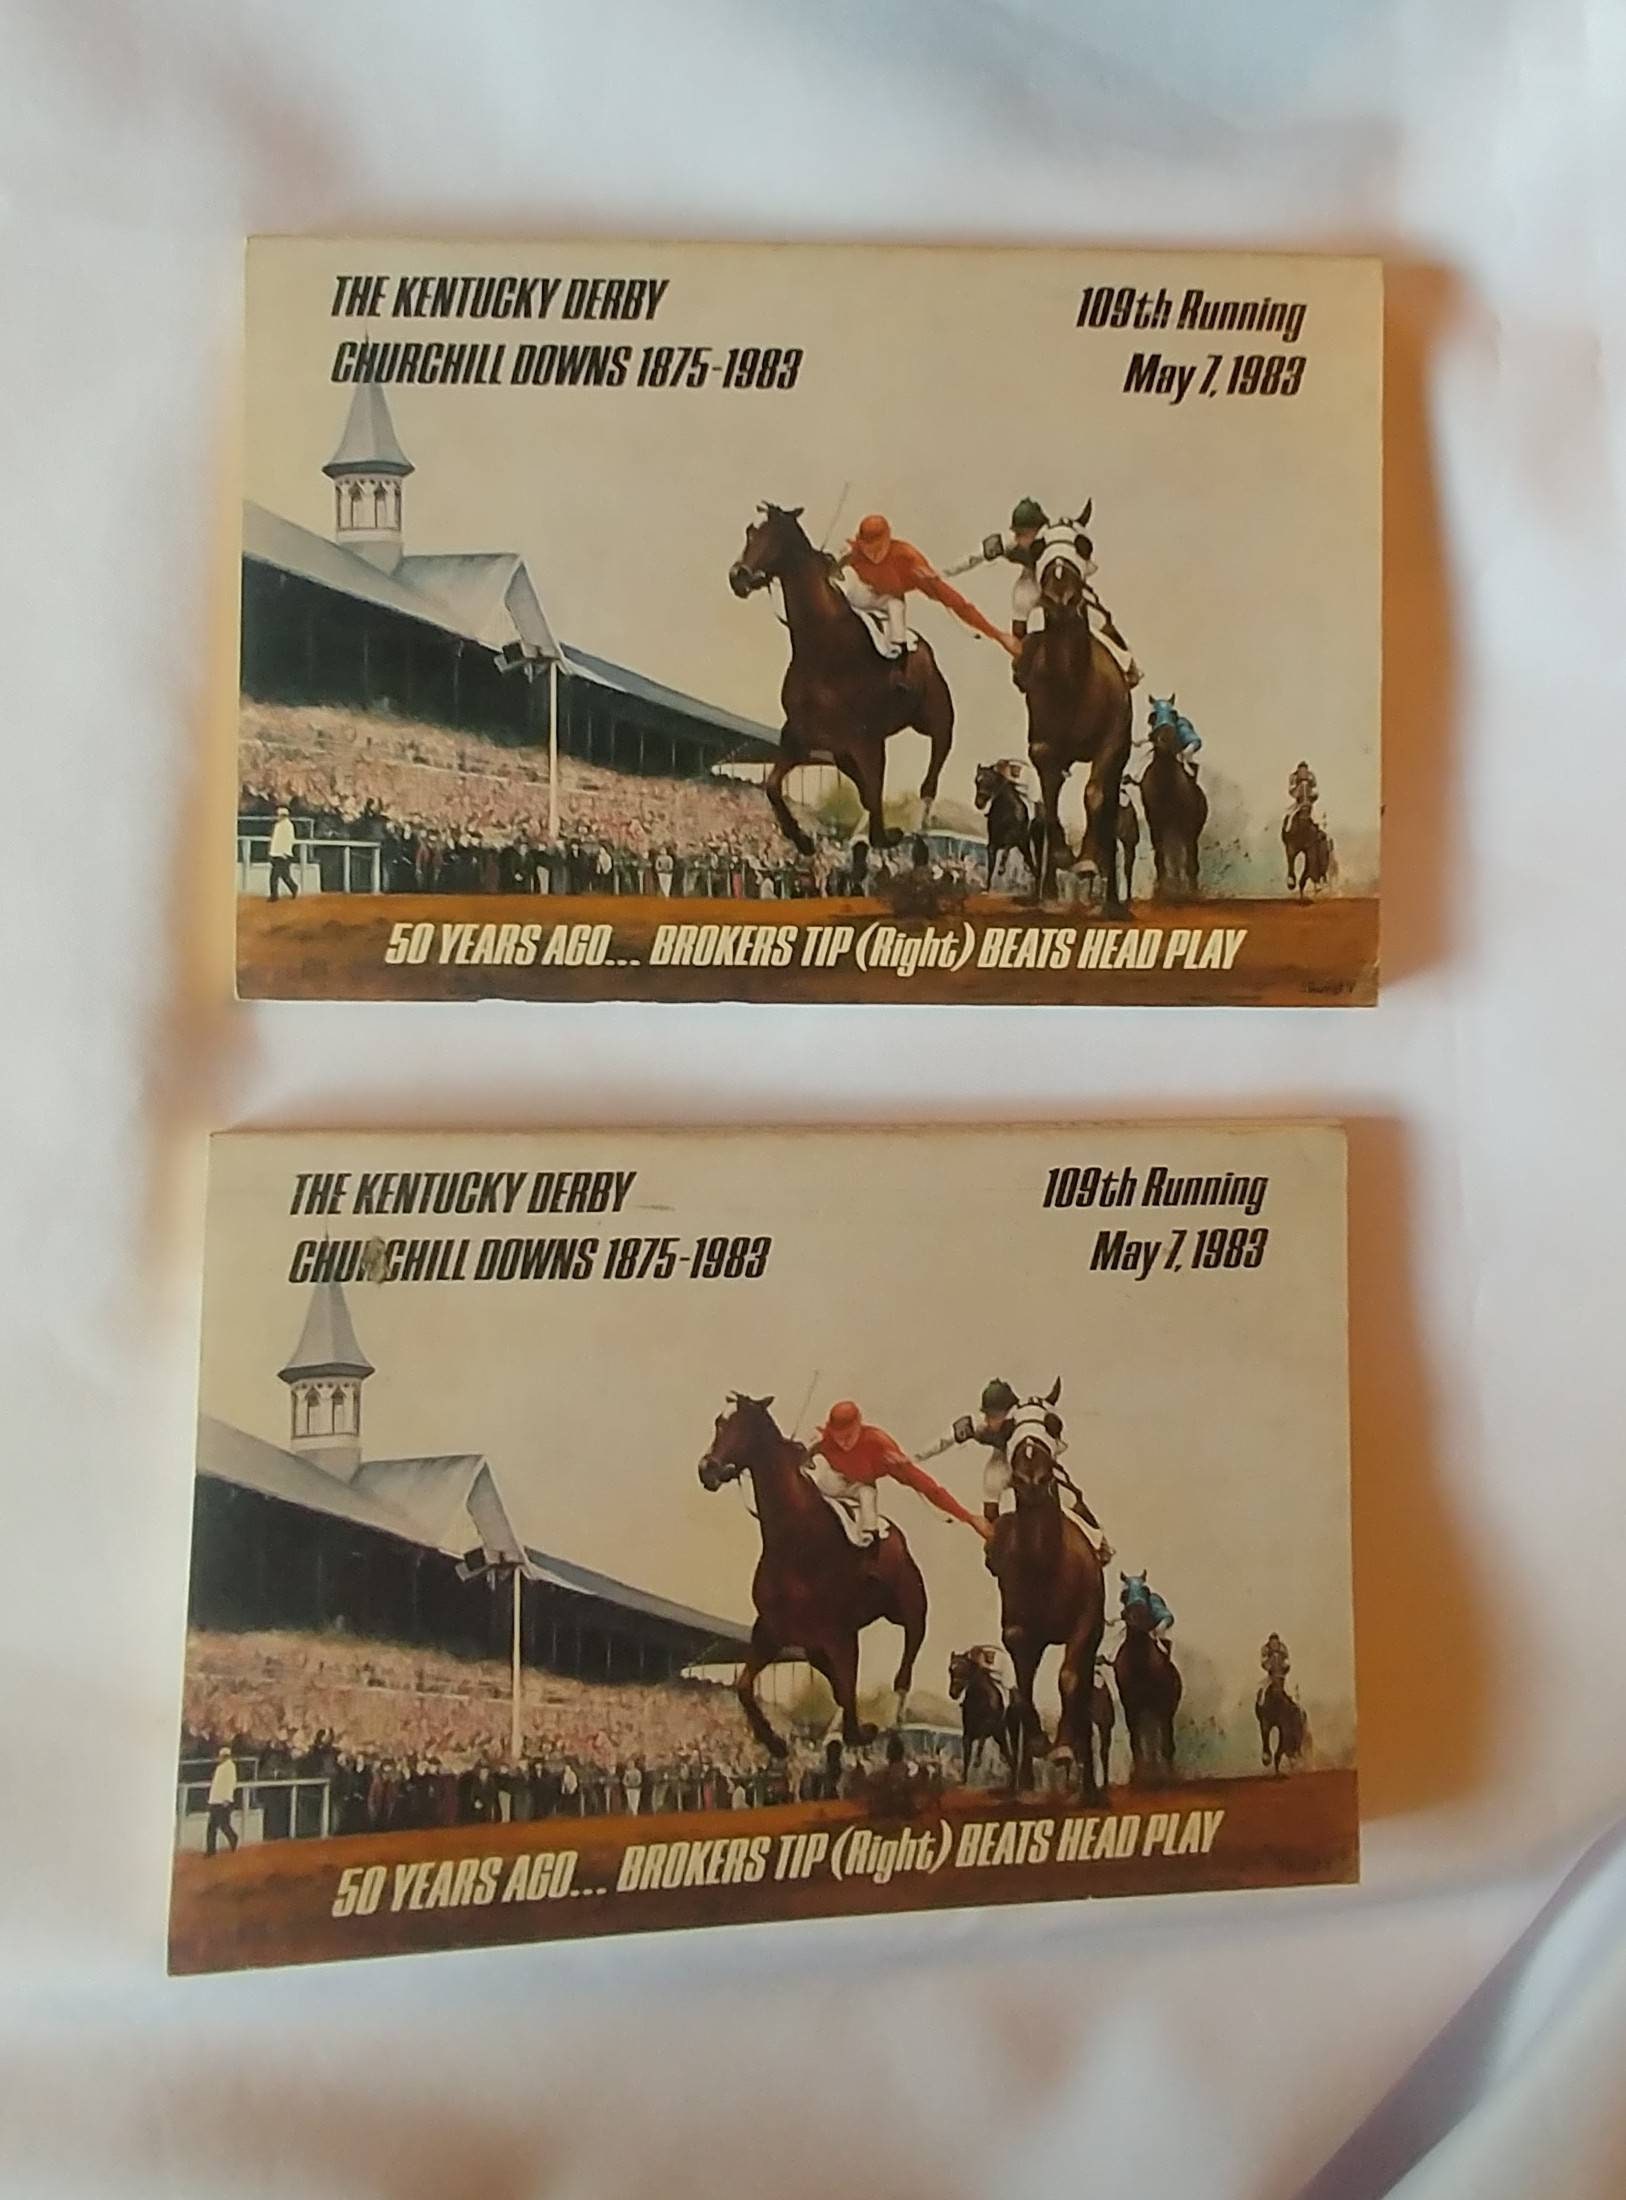 THE KENTUCKY DERBY
CHURCHILL DOWNS 1875-1983
109th Running
May 7, 1983
50 YEARS AGO... BROKERS TIP (Right) BEATS HEAD PLAY
THE KENTUCKY DERBY
CHURCHILL DOWNS 1875-1983
109th Running
May 7, 1983
50 YEARS AGO... BROKERS TIP (Right) BEATS HEAD PLAY